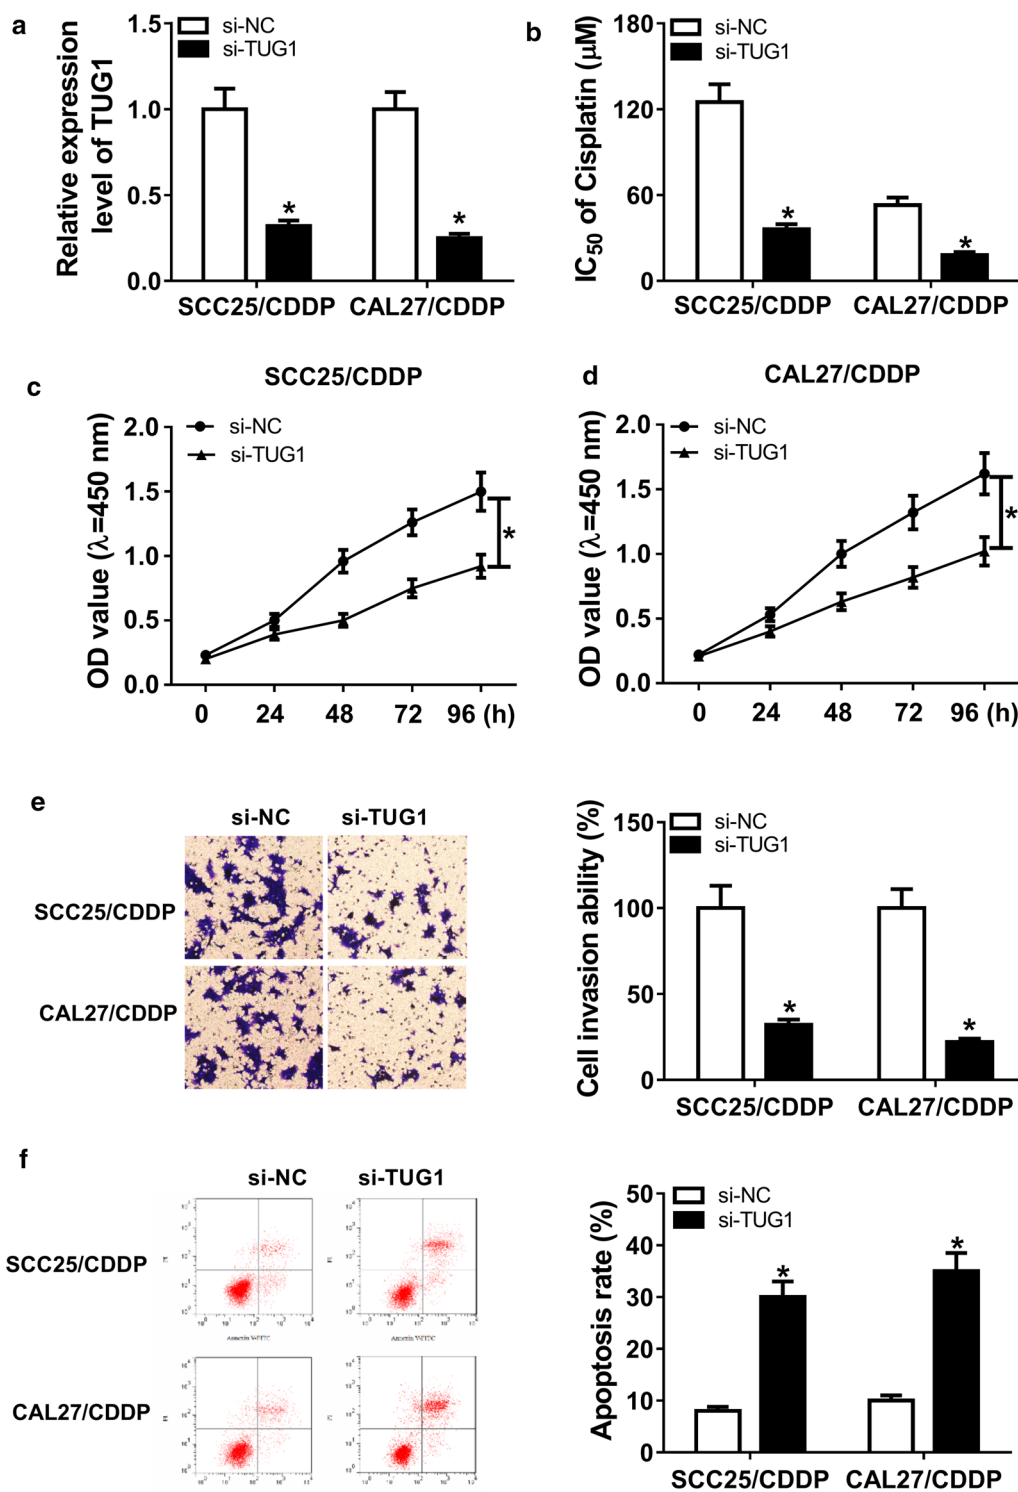 a
Relative expression
level of TUG1
si-NC
si-TUG1
1.5
1.0
0.5
0.0
*
*
SCC25/CDDP CAL27/CDDP
b
IC50 of Cisplatin (μM)
si-NC
si-TUG1
180
120
60
0
*
*
SCC25/CDDP CAL27/CDDP
c
SCC25/CDDP
OD value (λ=450 nm)
si-NC
si-TUG1
2.0
1.5
1.0
0.5
0.0
*
0 24 48 72 96 (h)
d
CAL27/CDDP
OD value (λ=450 nm)
si-NC
si-TUG1
2.0
1.5
1.0
0.5
0.0
*
0 24 48 72 96 (h)
e
si-NC si-TUG1
SCC25/CDDP
CAL27/CDDP
Cell invasion ability (%)
si-NC
si-TUG1
150
100
50
0
*
*
SCC25/CDDP CAL27/CDDP
f
si-NC si-TUG1
SCC25/CDDP
Annexin V-FITC
Annexin V-FITC
CAL27/CDDP
Apoptosis rate (%)
si-NC
si-TUG1
50
40
30
20
10
0
*
*
SCC25/CDDP CAL27/CDDP